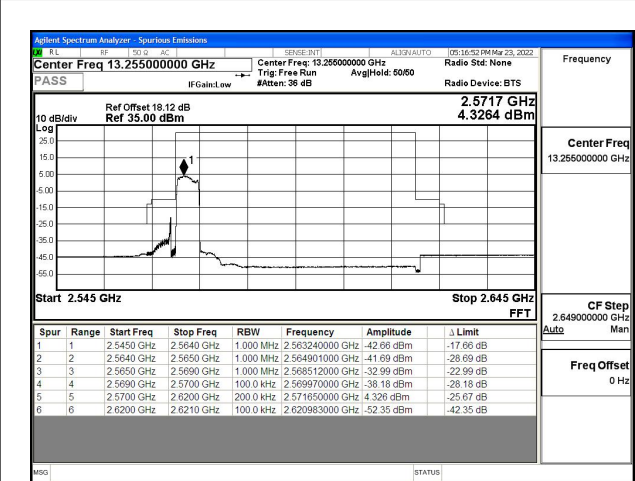 Agilent Spectrum Analyzer - Spurious Emissions
LXI RL RF 50 Ω AC SENSE:INT ALIGN AUTO 05:16:52 PM Mar 23, 2022
Center Freq 13.255000000 GHz Center Freq: 13.255000000 GHz Radio Std: None
Trig: Free Run Avg|Hold: 50/50
PASS IFGain:Low #Atten: 36 dB Radio Device: BTS
Frequency
Ref Offset 18.12 dB 2.5717 GHz
10 dB/div Ref 35.00 dBm 4.3264 dBm
Log
25.0
15.0
1
5.00
-5.00
-15.0
-25.0
-35.0
-45.0
-55.0
Start 2.545 GHz Stop 2.645 GHz
FFT
Center Freq
13.255000000 GHz
CF Step
2.649000000 GHz
Auto Man
Freq Offset
0 Hz
Spur Range Start Freq Stop Freq RBW Frequency Amplitude Δ Limit
1 1 2.5450 GHz 2.5640 GHz 1.000 MHz 2.563240000 GHz -42.66 dBm -17.66 dB
2 2 2.5640 GHz 2.5650 GHz 1.000 MHz 2.564901000 GHz -41.69 dBm -28.69 dB
3 3 2.5650 GHz 2.5690 GHz 1.000 MHz 2.568512000 GHz -32.99 dBm -22.99 dB
4 4 2.5690 GHz 2.5700 GHz 100.0 kHz 2.569970000 GHz -38.18 dBm -28.18 dB
5 5 2.5700 GHz 2.6200 GHz 200.0 kHz 2.571650000 GHz 4.326 dBm -25.67 dB
6 6 2.6200 GHz 2.6210 GHz 100.0 kHz 2.620983000 GHz -52.35 dBm -42.35 dB
MSG STATUS